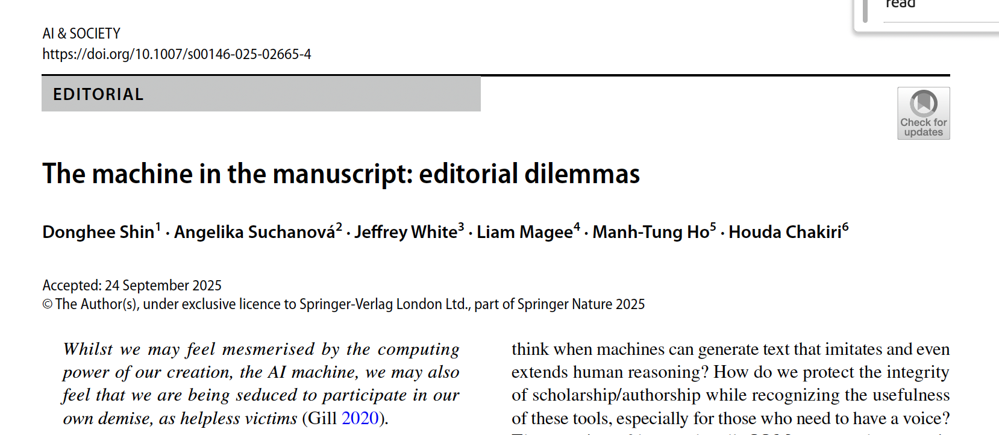 read
AI & SOCIETY
https://doi.org/10.1007/s00146-025-02665-4
EDITORIAL
Check for
updates
The machine in the manuscript: editorial dilemmas
Donghee Shin1 · Angelika Suchanová2 · Jeffrey White3 · Liam Magee4 · Manh-Tung Ho5 · Houda Chakiri6
Accepted: 24 September 2025
© The Author(s), under exclusive licence to Springer-Verlag London Ltd., part of Springer Nature 2025
Whilst we may feel mesmerised by the computing
power of our creation, the AI machine, we may also
feel that we are being seduced to participate in our
own demise, as helpless victims (Gill 2020).
think when machines can generate text that imitates and even
extends human reasoning? How do we protect the integrity
of scholarship/authorship while recognizing the usefulness
of these tools, especially for those who need to have a voice?